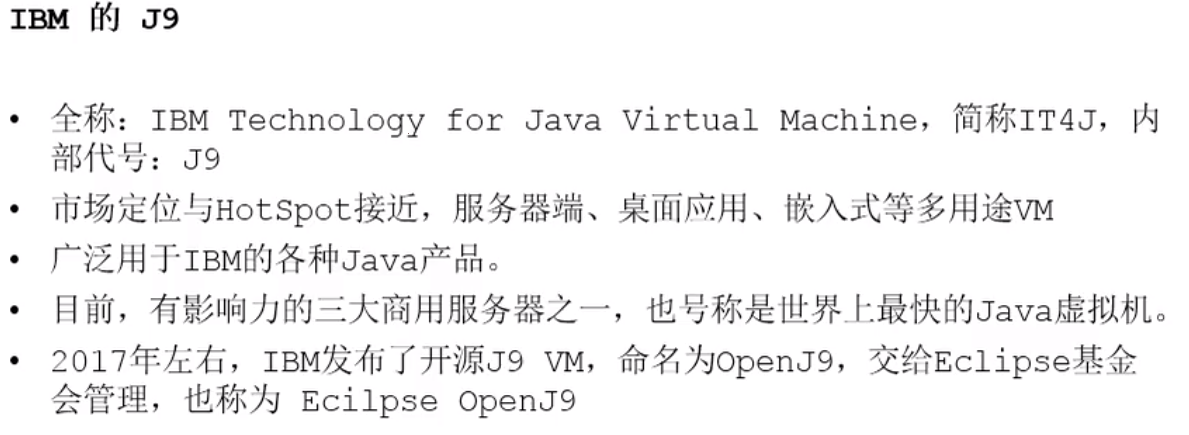 IBM 的 J9
• 全称：IBM Technology for Java Virtual Machine，简称IT4J，内
部代号：J9
• 市场定位与HotSpot接近，服务器端、桌面应用、嵌入式等多用途VM
• 广泛用于IBM的各种Java产品。
• 目前，有影响力的三大商用服务器之一，也号称是世界上最快的Java虚拟机。
• 2017年左右，IBM发布了开源J9 VM，命名为OpenJ9，交给Eclipse基金
会管理，也称为 Ecilpse OpenJ9